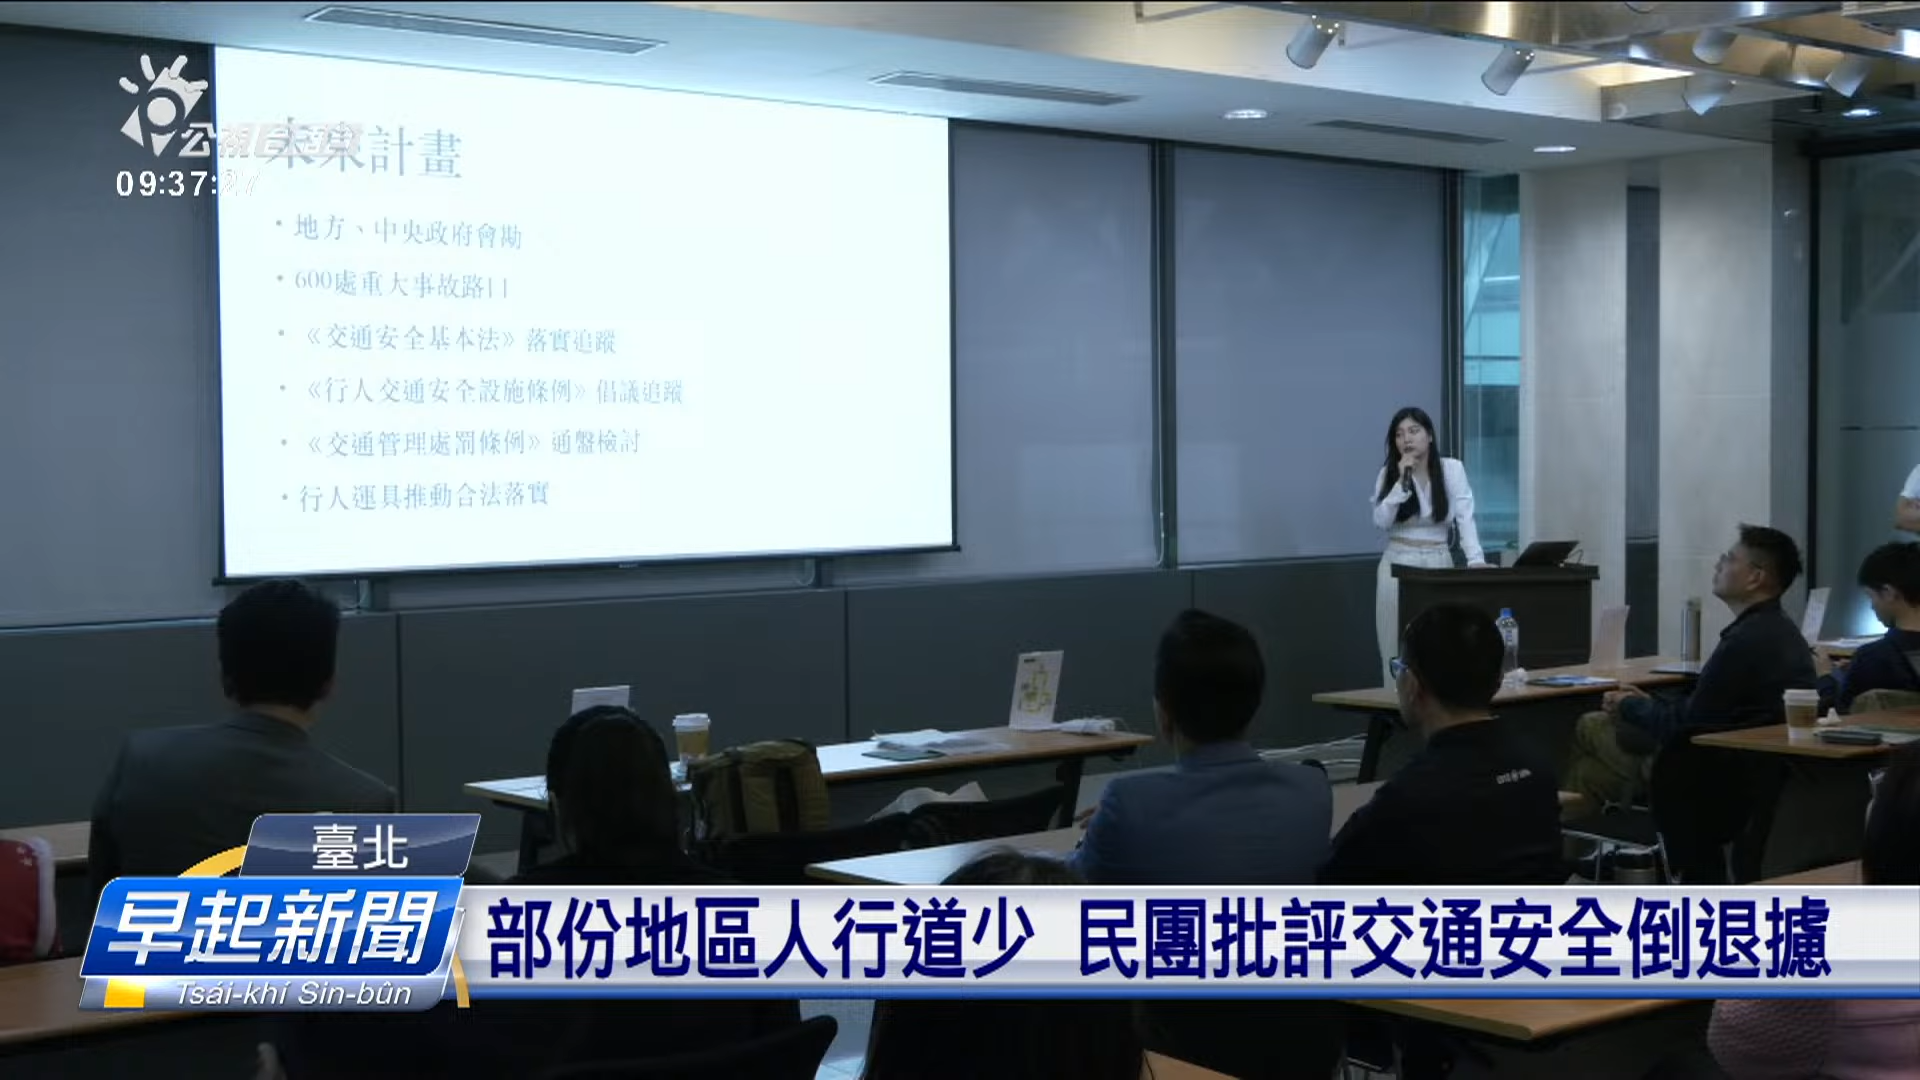 未來計畫
公視台語台
09:37:27
• 地方、中央政府會勘
• 600處重大事故路口
• 《交通安全基本法》落實追蹤
• 《行人交通安全設施條例》倡議追蹤
• 《交通管理處罰條例》通盤檢討
• 行人運具推動合法落實
臺北
早起新聞
Tsái-khí Sin-bûn
部份地區人行道少 民團批評交通安全倒退攄